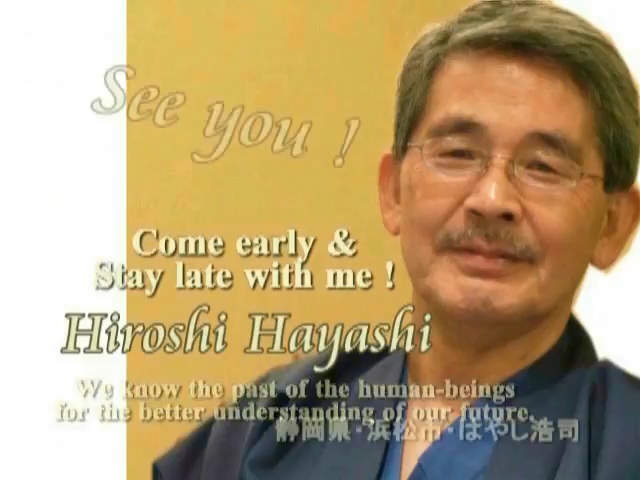 See you !
Come early &
Stay late with me !
Hiroshi Hayashi
We know the past of the human-beings
for the better understanding of our future.
静岡県・浜松市・はやし浩司